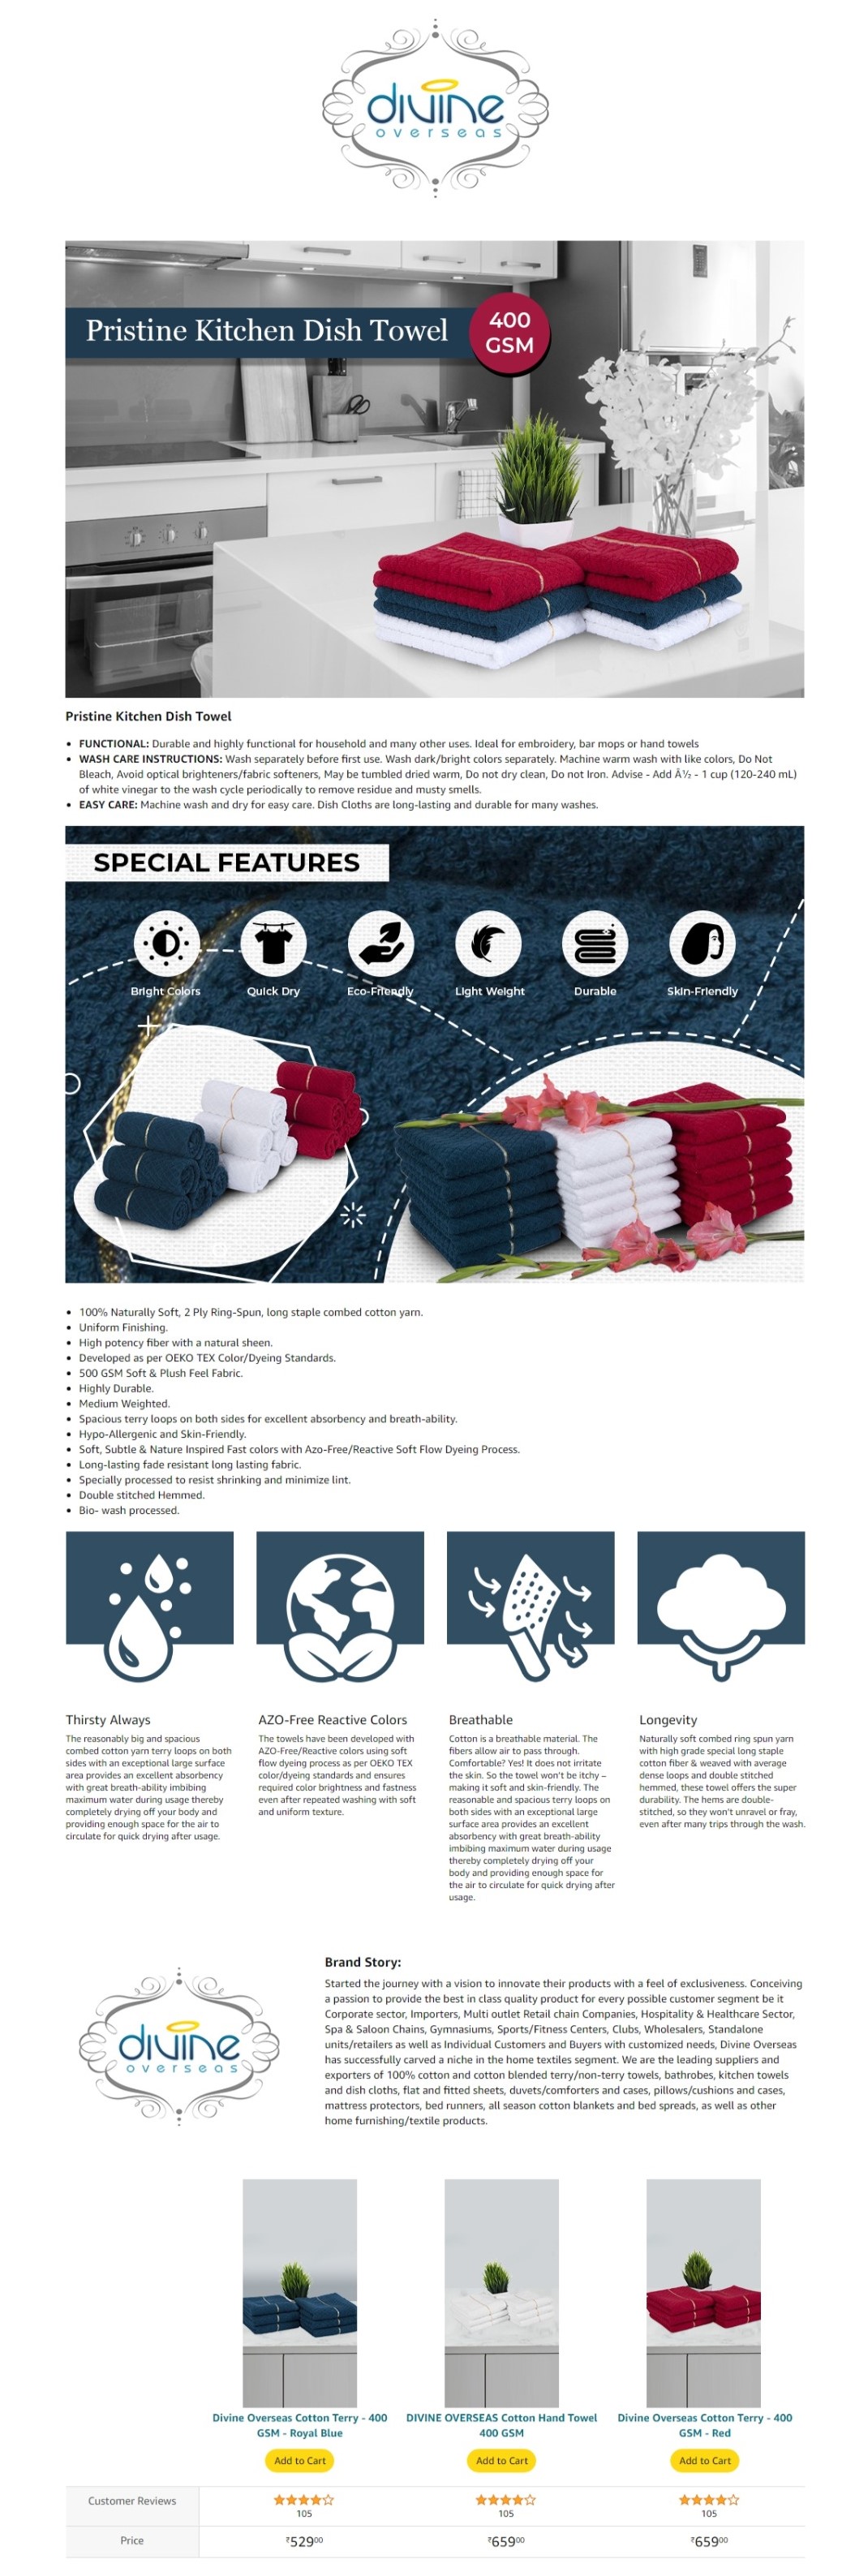 divine
overseas
Pristine Kitchen Dish Towel
400
GSM
Pristine Kitchen Dish Towel
• FUNCTIONAL: Durable and highly functional for household and many other uses. Ideal for embroidery, bar mops or hand towels
• WASH CARE INSTRUCTIONS: Wash separately before first use. Wash dark/bright colors separately. Machine warm wash with like colors, Do Not
Bleach, Avoid optical brighteners/fabric softeners, May be tumbled dried warm, Do not dry clean, Do not Iron. Advise - Add Â½ - 1 cup (120-240 mL)
of white vinegar to the wash cycle periodically to remove residue and musty smells.
• EASY CARE: Machine wash and dry for easy care. Dish Cloths are long-lasting and durable for many washes.
SPECIAL FEATURES
Bright Colors
Quick Dry
Eco-Friendly
Light Weight
Durable
Skin-Friendly
• 100% Naturally Soft, 2 Ply Ring-Spun, long staple combed cotton yarn.
• Uniform Finishing.
• High potency fiber with a natural sheen.
• Developed as per OEKO TEX Color/Dyeing Standards.
• 500 GSM Soft & Plush Feel Fabric.
• Highly Durable.
• Medium Weighted.
• Spacious terry loops on both sides for excellent absorbency and breath-ability.
• Hypo-Allergenic and Skin-Friendly.
• Soft, Subtle & Nature Inspired Fast colors with Azo-Free/Reactive Soft Flow Dyeing Process.
• Long-lasting fade resistant long lasting fabric.
• Specially processed to resist shrinking and minimize lint.
• Double stitched Hemmed.
• Bio- wash processed.
Thirsty Always
The reasonably big and spacious
combed cotton yarn terry loops on both
sides with an exceptional large surface
area provides an excellent absorbency
with great breath-ability imbibing
maximum water during usage thereby
completely drying off your body and
providing enough space for the air to
circulate for quick drying after usage.
AZO-Free Reactive Colors
The towels have been developed with
AZO-Free/Reactive colors using soft
flow dyeing process as per OEKO TEX
color/dyeing standards and ensures
required color brightness and fastness
even after repeated washing with soft
and uniform texture.
Breathable
Cotton is a breathable material. The
fibers allow air to pass through.
Comfortable? Yes! It does not irritate
the skin. So the towel won't be itchy –
making it soft and skin-friendly. The
reasonable and spacious terry loops on
both sides with an exceptional large
surface area provides an excellent
absorbency with great breath-ability
imbibing maximum water during usage
thereby completely drying off your
body and providing enough space for
the air to circulate for quick drying after
usage.
Longevity
Naturally soft combed ring spun yarn
with high grade special long staple
cotton fiber & weaved with average
dense loops and double stitched
hemmed, these towel offers the super
durability. The hems are double-
stitched, so they won't unravel or fray,
even after many trips through the wash.
divine
overseas
Brand Story:
Started the journey with a vision to innovate their products with a feel of exclusiveness. Conceiving
a passion to provide the best in class quality product for every possible customer segment be it
Corporate sector, Importers, Multi outlet Retail chain Companies, Hospitality & Healthcare Sector,
Spa & Saloon Chains, Gymnasiums, Sports/Fitness Centers, Clubs, Wholesalers, Standalone
units/retailers as well as Individual Customers and Buyers with customized needs, Divine Overseas
has successfully carved a niche in the home textiles segment. We are the leading suppliers and
exporters of 100% cotton and cotton blended terry/non-terry towels, bathrobes, kitchen towels
and dish cloths, flat and fitted sheets, duvets/comforters and cases, pillows/cushions and cases,
mattress protectors, bed runners, all season cotton blankets and bed spreads, as well as other
home furnishing/textile products.
Divine Overseas Cotton Terry - 400
GSM - Royal Blue
Add to Cart
DIVINE OVERSEAS Cotton Hand Towel
400 GSM
Add to Cart
Divine Overseas Cotton Terry - 400
GSM - Red
Add to Cart
Customer Reviews
105
105
105
Price
₹529⁰⁰
₹659⁰⁰
₹659⁰⁰